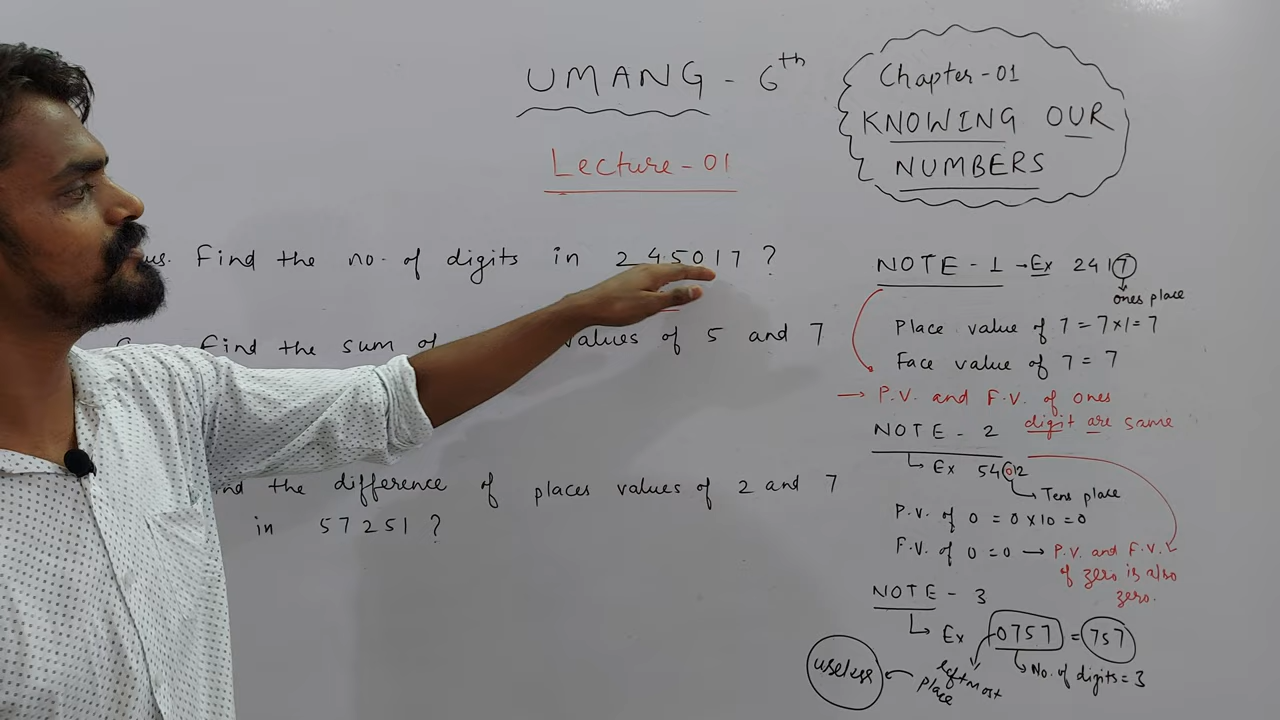 UMANG - 6th
Lecture - 01
Chapter - 01
KNOWING OUR
NUMBERS
us. Find the no. of digits in 245017 ?
Find the sum of values of 5 and 7
nd the difference of places values of 2 and 7
in 57251 ?
NOTE - 1 → Ex 2417
ones place
Place value of 7 = 7×1 = 7
Face value of 7 = 7
→ P.V. and F.V. of ones
digit are same
NOTE - 2
Ex 5402
Tens place
P.V. of 0 = 0×10 = 0
F.V. of 0 = 0 → P.V. and F.V.
of zero is also
zero.
NOTE - 3
Ex 0757 = 757
No. of digits = 3
leftmost
place
useless